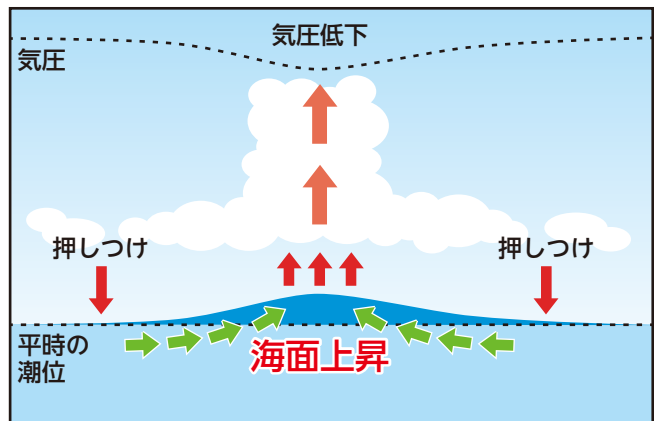 気圧低下
気圧
押しつけ
押しつけ
平時の
潮位
海面上昇